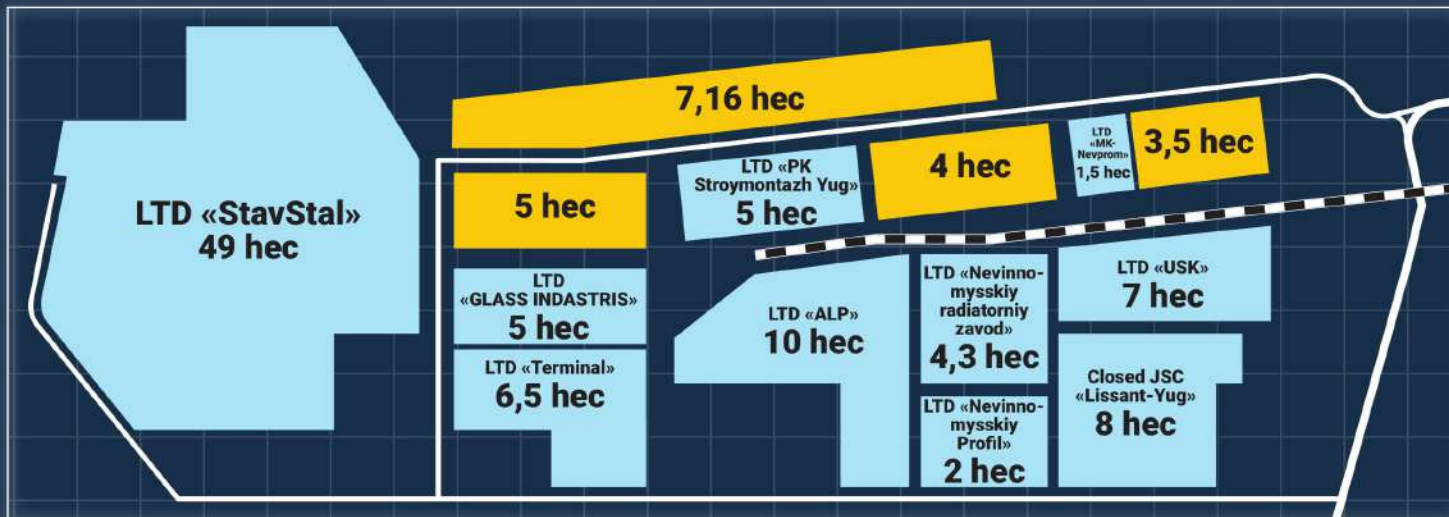 7,16 hec
LTD «StavStal»
49 hec
5 hec
LTD «PK
Stroymontazh Yug»
5 hec
4 hec
LTD
«MK-
Nevprom»
1,5 hec
3,5 hec
LTD
«GLASS INDASTRIS»
5 hec
LTD «Terminal»
6,5 hec
LTD «ALP»
10 hec
LTD «Nevinno-
mysskiy
radiatorniy
zavod»
4,3 hec
LTD «Nevinno-
mysskiy
Profil»
2 hec
LTD «USK»
7 hec
Closed JSC
«Lissant-Yug»
8 hec